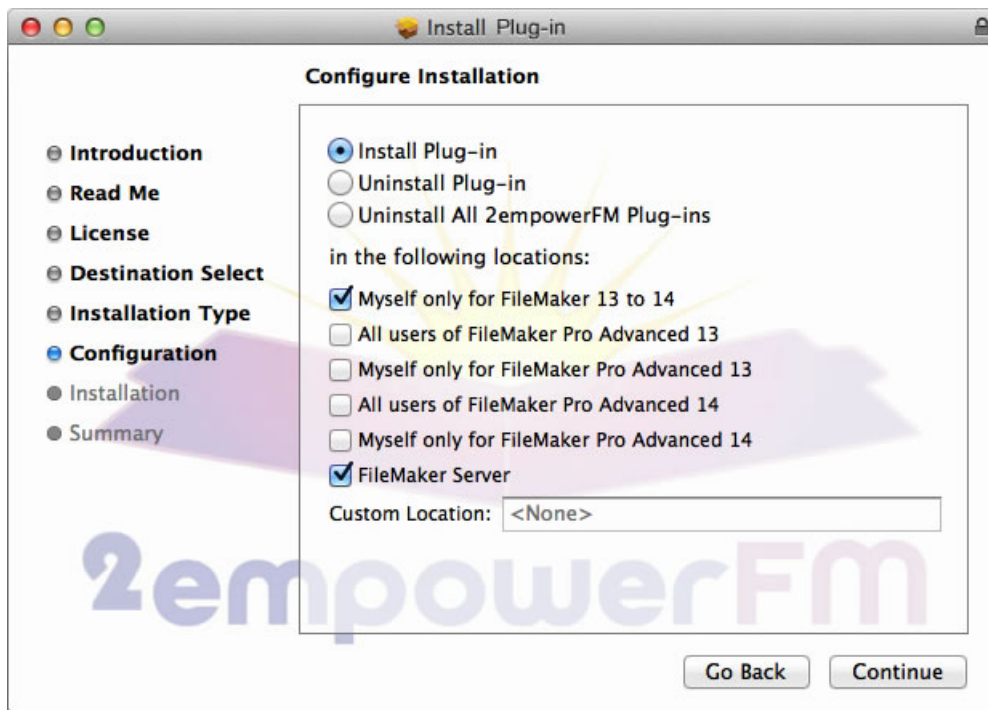 Install Plug-in
Configure Installation
Introduction
Read Me
License
Destination Select
Installation Type
Configuration
Installation
Summary
Install Plug-in
Uninstall Plug-in
Uninstall All 2empowerFM Plug-ins
in the following locations:
Myself only for FileMaker 13 to 14
All users of FileMaker Pro Advanced 13
Myself only for FileMaker Pro Advanced 13
All users of FileMaker Pro Advanced 14
Myself only for FileMaker Pro Advanced 14
FileMaker Server
Custom Location: <None>
2empowerFM
Go Back Continue